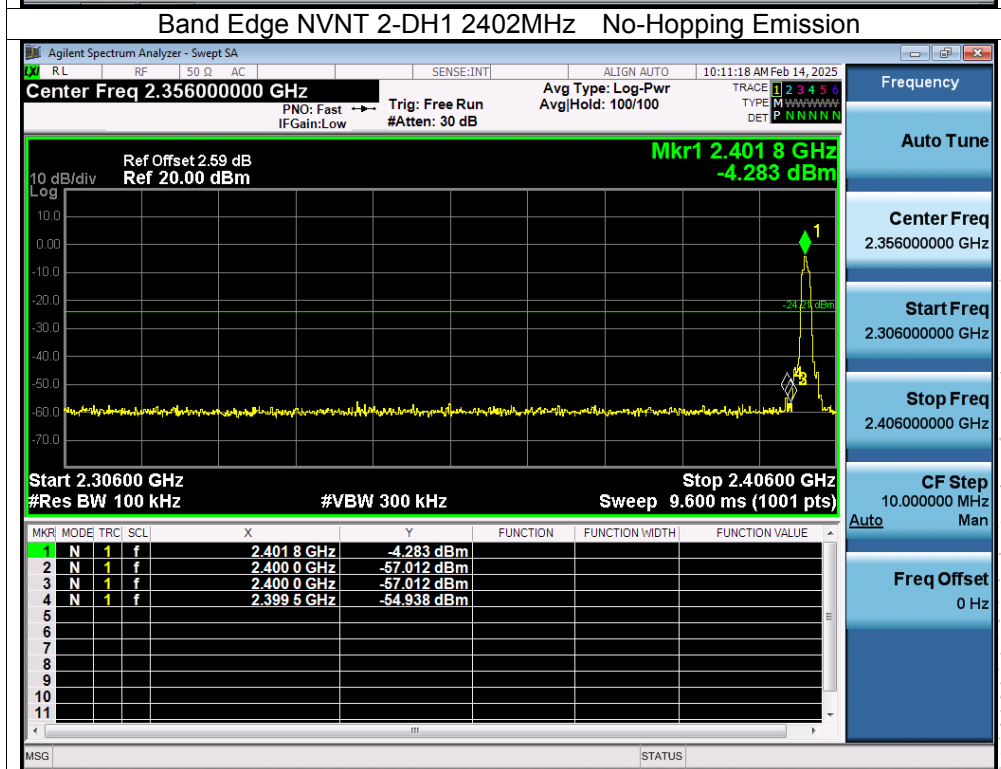 Band Edge NVNT 2-DH1 2402MHz No-Hopping Emission
Agilent Spectrum Analyzer - Swept SA
LXI RL RF 50 Ω AC SENSE:INT ALIGN AUTO 10:11:18 AM Feb 14, 2025
Center Freq 2.356000000 GHz
PNO: Fast
IFGain:Low
Trig: Free Run
#Atten: 30 dB
Avg Type: Log-Pwr
Avg|Hold: 100/100
TRACE 1 2 3 4 5 6
TYPE M WWWWW
DET P N N N N N
Ref Offset 2.59 dB
10 dB/div Ref 20.00 dBm
Log
Mkr1 2.401 8 GHz
-4.283 dBm
10.0
0.00
-10.0
-20.0
-30.0
-40.0
-50.0
-60.0
-70.0
1
-24.21 dBm
Start 2.30600 GHz Stop 2.40600 GHz
#Res BW 100 kHz #VBW 300 kHz Sweep 9.600 ms (1001 pts)
MKR MODE TRC SCL X Y FUNCTION FUNCTION WIDTH FUNCTION VALUE
1 N 1 f 2.401 8 GHz -4.283 dBm
2 N 1 f 2.400 0 GHz -57.012 dBm
3 N 1 f 2.400 0 GHz -57.012 dBm
4 N 1 f 2.399 5 GHz -54.938 dBm
5
6
7
8
9
10
11
MSG STATUS
Frequency
Auto Tune
Center Freq
2.356000000 GHz
Start Freq
2.306000000 GHz
Stop Freq
2.406000000 GHz
CF Step
10.000000 MHz
Auto Man
Freq Offset
0 Hz